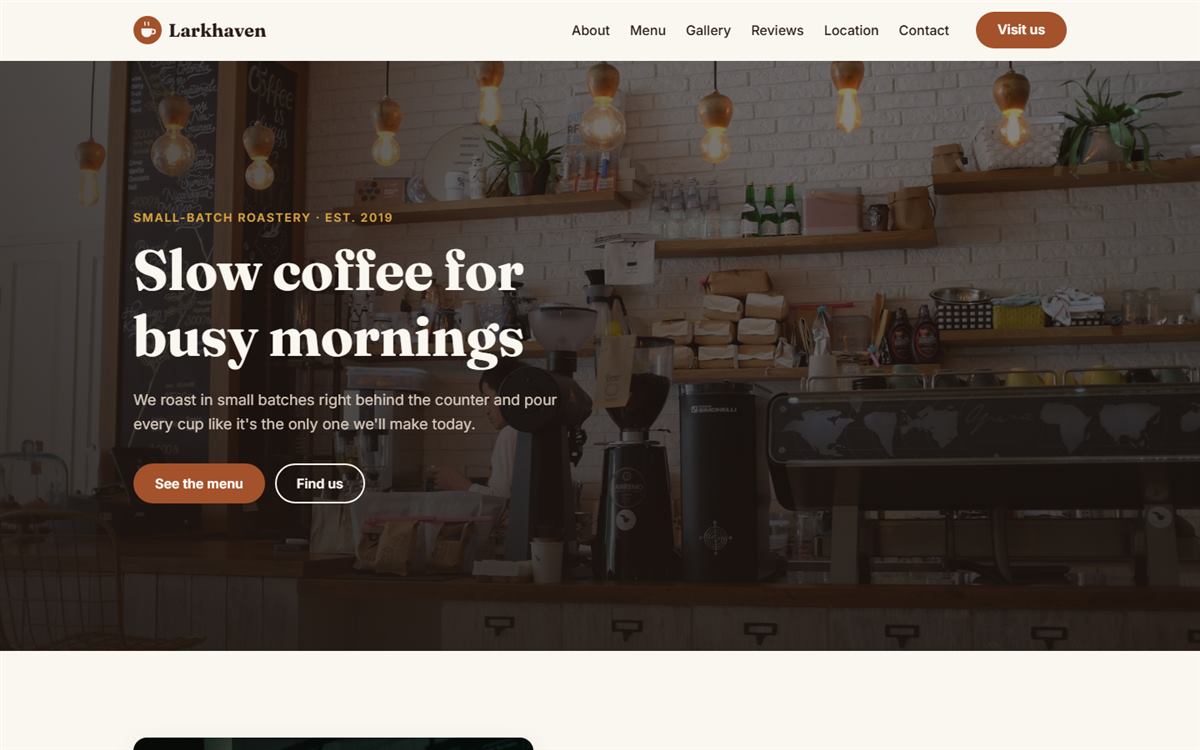 Larkhaven
About Menu Gallery Reviews Location Contact Visit us
SMALL-BATCH ROASTERY · EST. 2019
Slow coffee for
busy mornings
We roast in small batches right behind the counter and pour
every cup like it's the only one we'll make today.
See the menu Find us
Coffee